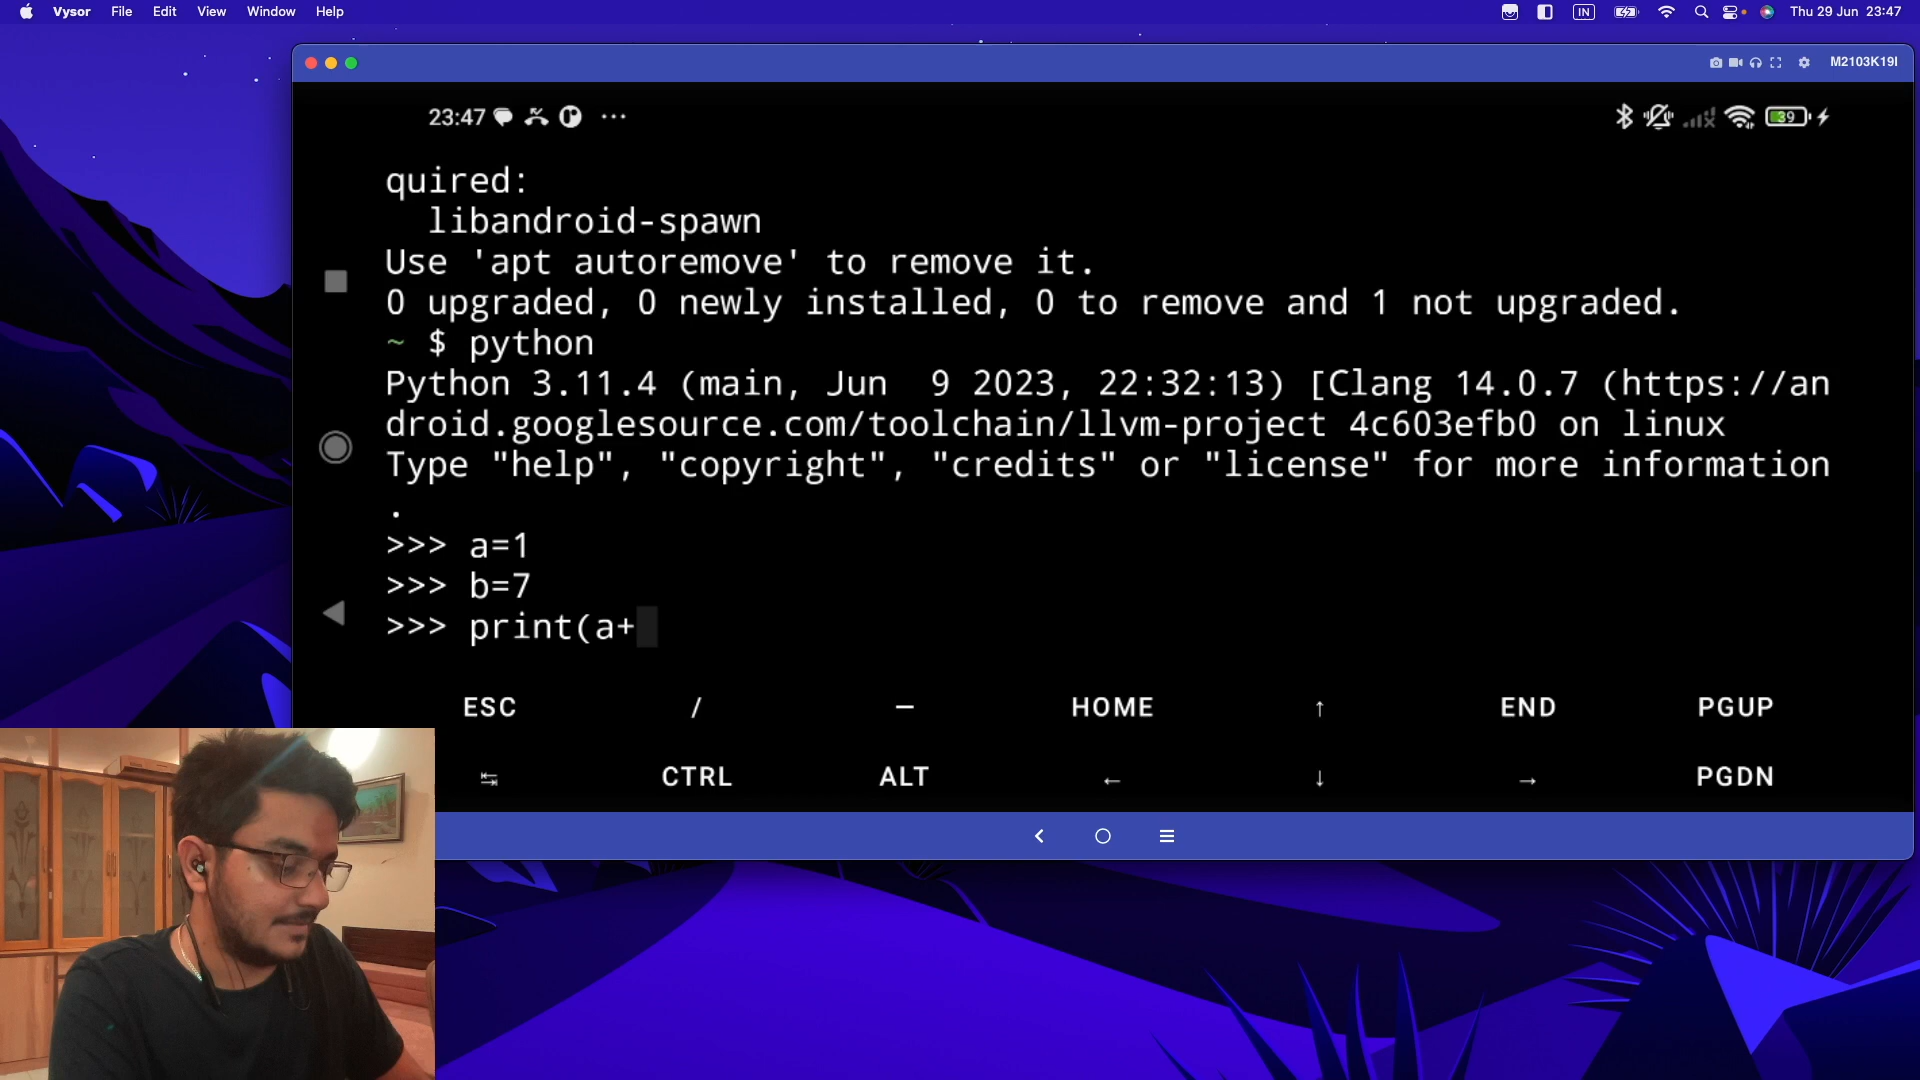 Vysor File Edit View Window Help IN Thu 29 Jun 23:47
M2103K19I
23:47 ··· 39
quired:
libandroid-spawn
Use 'apt autoremove' to remove it.
0 upgraded, 0 newly installed, 0 to remove and 1 not upgraded.
~ $ python
Python 3.11.4 (main, Jun  9 2023, 22:32:13) [Clang 14.0.7 (https://an
droid.googlesource.com/toolchain/llvm-project 4c603efb0 on linux
Type "help", "copyright", "credits" or "license" for more information
.
>>> a=1
>>> b=7
>>> print(a+
ESC / — HOME ↑ END PGUP
↹ CTRL ALT ← ↓ → PGDN